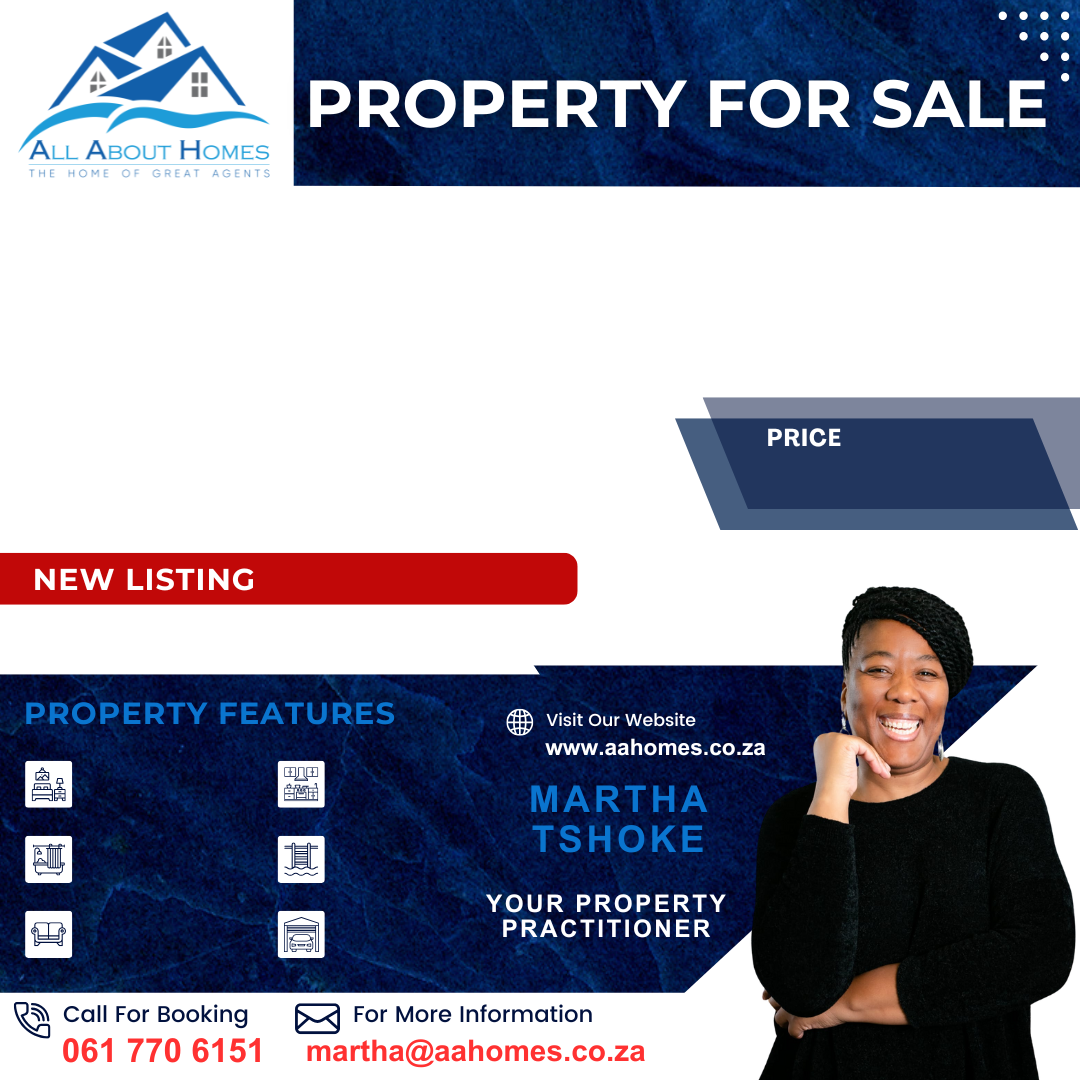 ALL ABOUT HOMES
THE HOME OF GREAT AGENTS
PROPERTY FOR SALE
PRICE
NEW LISTING
PROPERTY FEATURES
Visit Our Website
www.aahomes.co.za
MARTHA
TSHOKE
YOUR PROPERTY
PRACTITIONER
Call For Booking
061 770 6151
For More Information
martha@aahomes.co.za